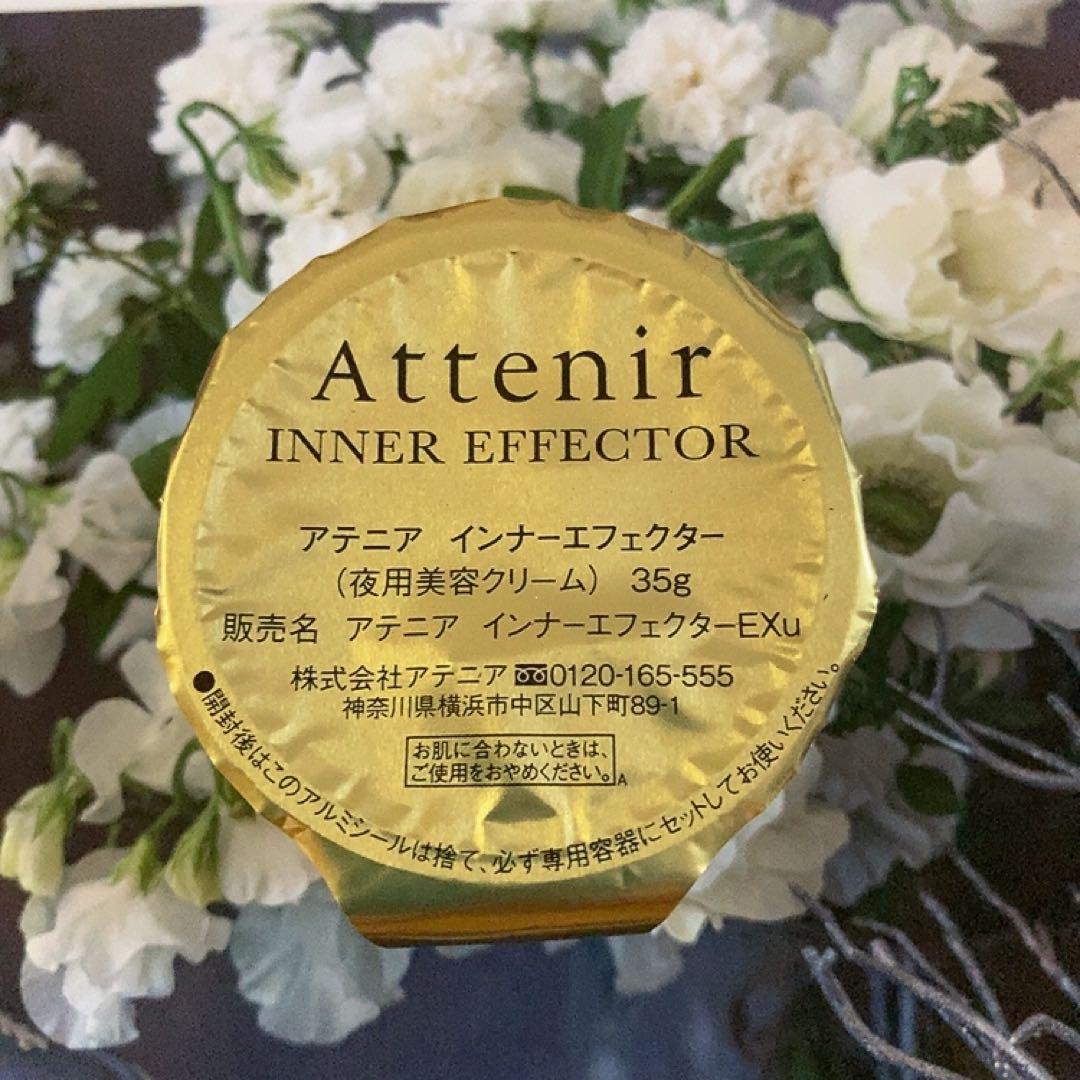 Attenir
INNER EFFECTOR
アテニア インナーエフェクター
（夜用美容クリーム） 35g
販売名 アテニア インナーエフェクターEXu
株式会社アテニア 0120-165-555
神奈川県横浜市中区山下町89-1
お肌に合わないときは、
ご使用をおやめください。A
●開封後はこのアルミシールは捨て、必ず専用容器にセットしてお使いください。